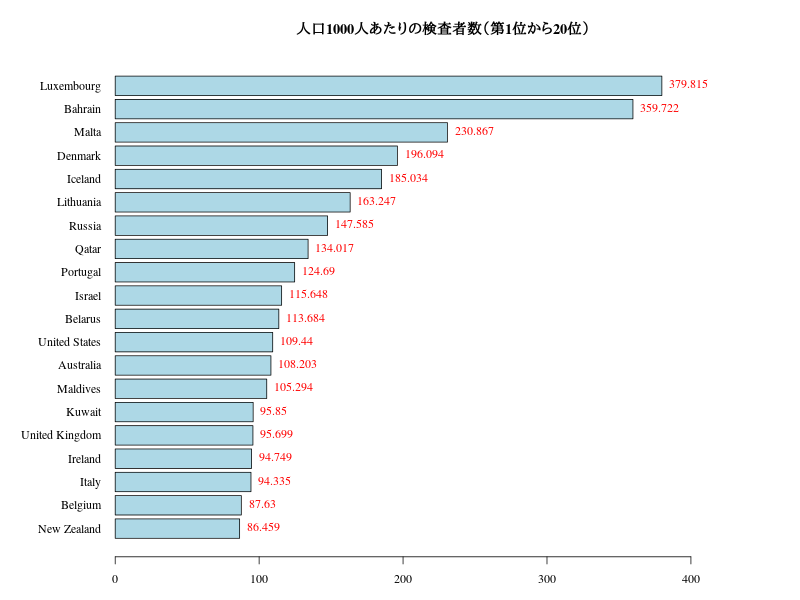 人口1000人あたりの検査者数（第1位から20位）
Luxembourg 379.815
Bahrain 359.722
Malta 230.867
Denmark 196.094
Iceland 185.034
Lithuania 163.247
Russia 147.585
Qatar 134.017
Portugal 124.69
Israel 115.648
Belarus 113.684
United States 109.44
Australia 108.203
Maldives 105.294
Kuwait 95.85
United Kingdom 95.699
Ireland 94.749
Italy 94.335
Belgium 87.63
New Zealand 86.459
0 100 200 300 400